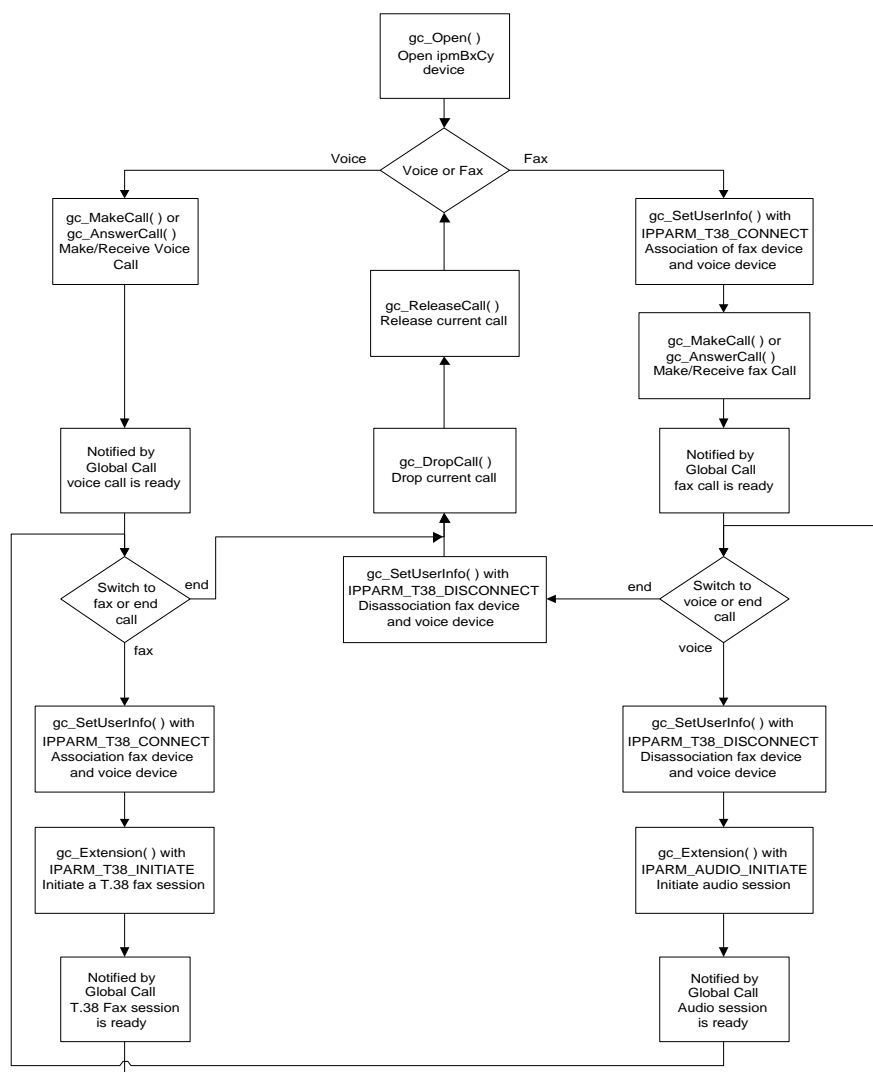 gc_Open( )
Open ipmBxCy
device
Voice
Voice or Fax
Fax
gc_MakeCall( ) or
gc_AnswerCall( )
Make/Receive Voice
Call
gc_ReleaseCall( )
Release current call
gc_SetUserInfo( ) with
IPPARM_T38_CONNECT
Association of fax device
and voice device
gc_MakeCall( ) or
gc_AnswerCall( )
Make/Receive fax Call
Notified by
Global Call
voice call is ready
gc_DropCall( )
Drop current call
Notified by
Global Call
fax call is ready
Switch to
fax or end
call
end
fax
gc_SetUserInfo( ) with
IPPARM_T38_DISCONNECT
Disassociation fax device
and voice device
end
Switch to
voice or end
call
voice
gc_SetUserInfo( ) with
IPPARM_T38_CONNECT
Association fax device
and voice device
gc_SetUserInfo( ) with
IPPARM_T38_DISCONNECT
Disassociation fax device
and voice device
gc_Extension( ) with
IPARM_T38_INITIATE
Initiate a T.38 fax session
gc_Extension( ) with
IPARM_AUDIO_INITIATE
Initiate audio session
Notified by
Global Call
T.38 Fax session
is ready
Notified by
Global Call
Audio session
is ready